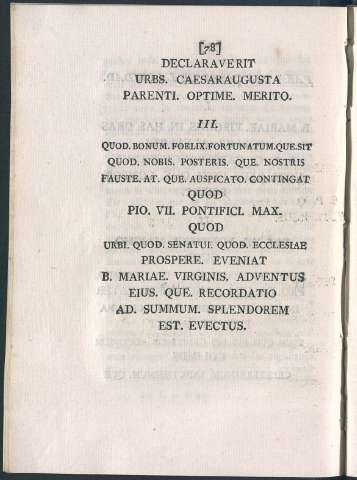 [78]
DECLARAVERIT
URBS. CAESARAUGUSTA
PARENTI. OPTIME. MERITO.
III.
QUOD. BONUM. FOELIX. FORTUNATUM. QUE. SIT
QUOD. NOBIS. POSTERIS. QUE. NOSTRIS
FAUSTE. AT. QUE. AUSPICATO. CONTINGAT
QUOD
PIO. VII. PONTIFICI. MAX.
QUOD
URBI. QUOD. SENATUI. QUOD. ECCLESIAE
PROSPERE. EVENIAT
B. MARIAE. VIRGINIS. ADVENTUS
EIUS. QUE. RECORDATIO
AD. SUMMUM. SPLENDOREM
EST. EVECTUS.